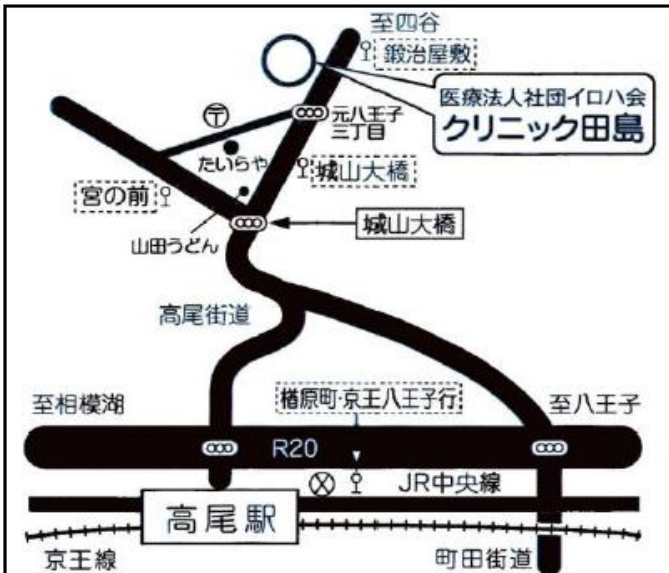 至四谷
鍛冶屋敷
医療法人社団イロハ会
クリニック田島
〒
元八王子
三丁目
たいらや
城山大橋
宮の前
山田うどん
城山大橋
高尾街道
至相模湖
楢原町・京王八王子行
至八王子
R20
JR中央線
高尾駅
京王線
町田街道